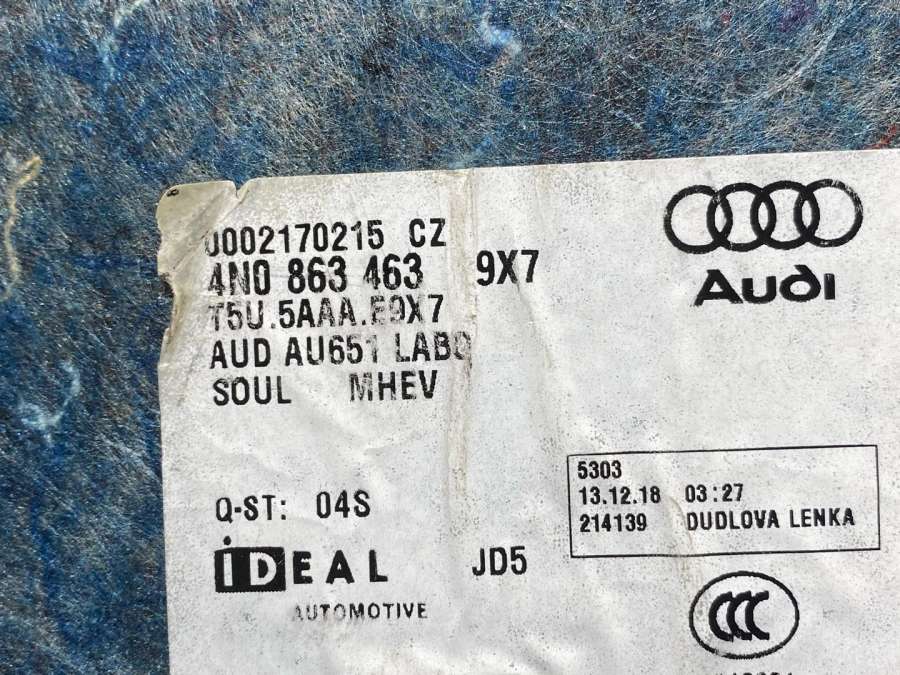 0002170215 CZ
4N0 863 463 9X7
T5U.5AAA.E9X7
AUD AU651 LABO
SOUL MHEV
Audi
5303
13.12.18 03:27
214139 DUDLOVA LENKA
Q-ST: 04S
iDEAL JD5
AUTOMOTIVE
CCC